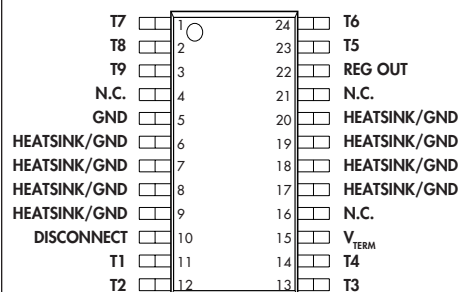 T7 1 24 T6
T8 2 23 T5
T9 3 22 REG OUT
N.C. 4 21 N.C.
GND 5 20 HEATSINK/GND
HEATSINK/GND 6 19 HEATSINK/GND
HEATSINK/GND 7 18 HEATSINK/GND
HEATSINK/GND 8 17 HEATSINK/GND
HEATSINK/GND 9 16 N.C.
DISCONNECT 10 15 VTERM
T1 11 14 T4
T2 12 13 T3